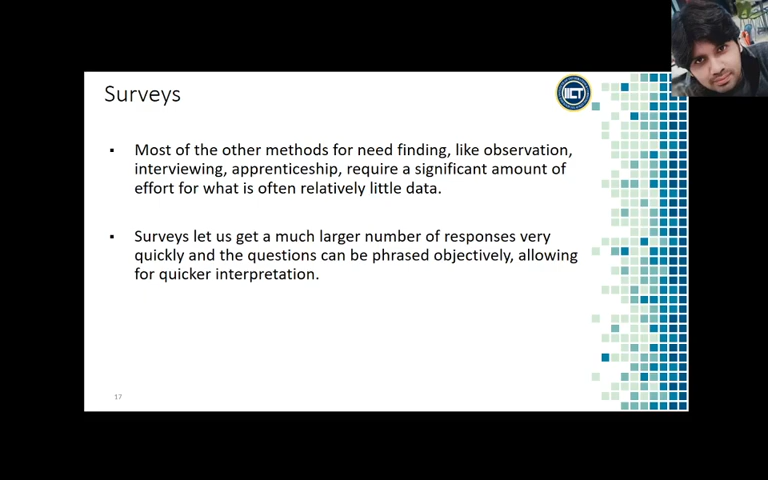 Surveys
IICT
▪ Most of the other methods for need finding, like observation,
interviewing, apprenticeship, require a significant amount of
effort for what is often relatively little data.
▪ Surveys let us get a much larger number of responses very
quickly and the questions can be phrased objectively, allowing
for quicker interpretation.
17